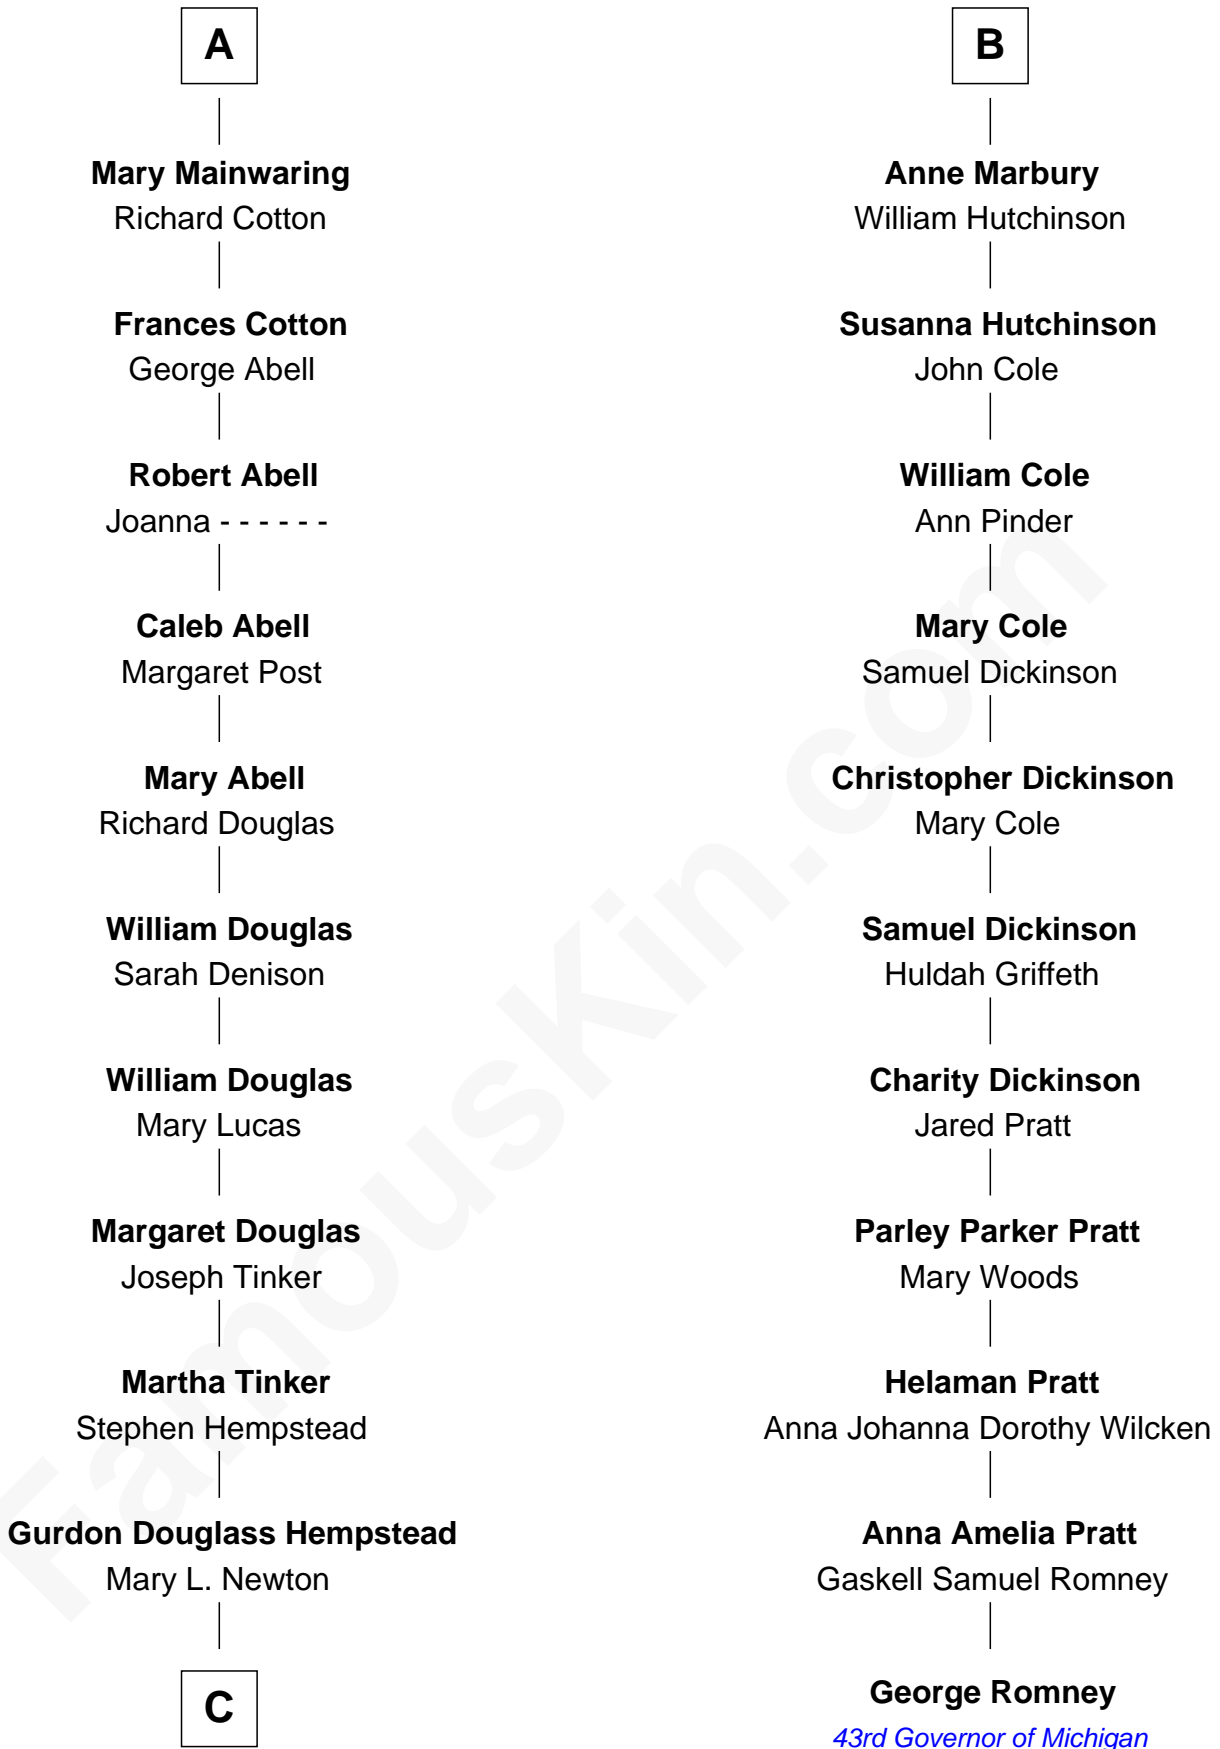 A
Mary Mainwaring
Richard Cotton
Frances Cotton
George Abell
Robert Abell
Joanna - - - - - -
Caleb Abell
Margaret Post
Mary Abell
Richard Douglas
William Douglas
Sarah Denison
William Douglas
Mary Lucas
Margaret Douglas
Joseph Tinker
Martha Tinker
Stephen Hempstead
Gurdon Douglass Hempstead
Mary L. Newton
C
B
Anne Marbury
William Hutchinson
Susanna Hutchinson
John Cole
William Cole
Ann Pinder
Mary Cole
Samuel Dickinson
Christopher Dickinson
Mary Cole
Samuel Dickinson
Huldah Griffeth
Charity Dickinson
Jared Pratt
Parley Parker Pratt
Mary Woods
Helaman Pratt
Anna Johanna Dorothy Wilcken
Anna Amelia Pratt
Gaskell Samuel Romney
George Romney
43rd Governor of Michigan
FamousKin.com